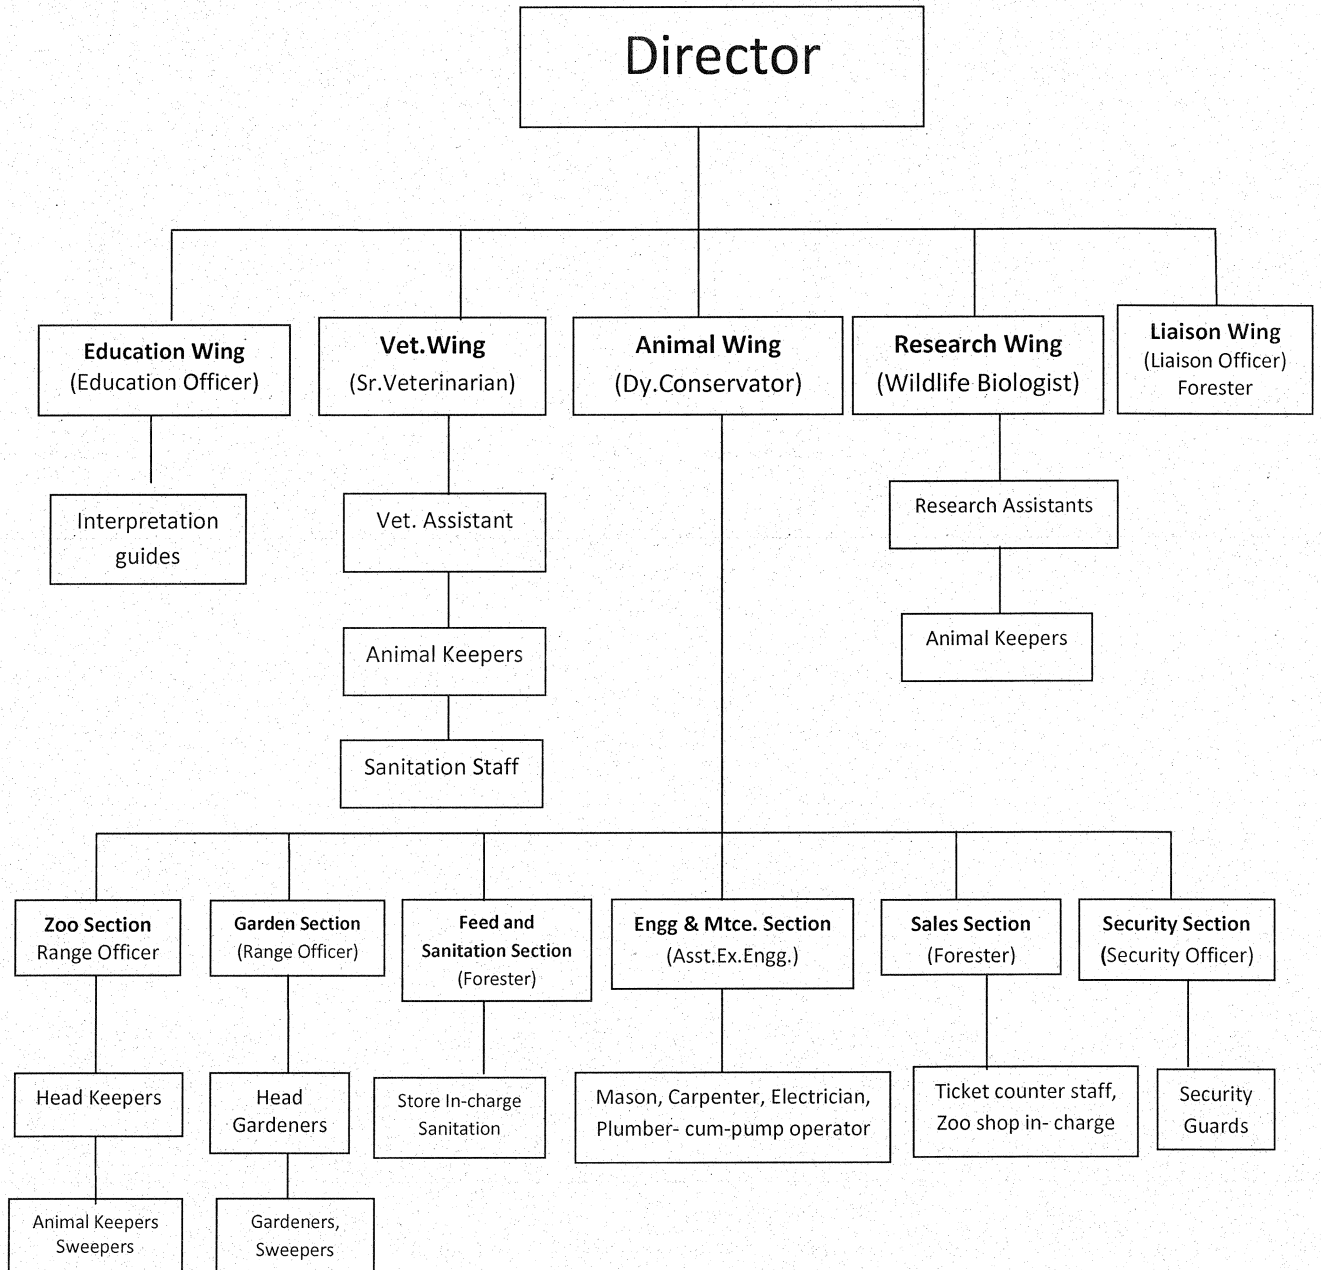 Director
Education Wing
(Education Officer)
Vet.Wing
(Sr.Veterinarian)
Animal Wing
(Dy.Conservator)
Research Wing
(Wildlife Biologist)
Liaison Wing
(Liaison Officer)
Forester
Interpretation
guides
Vet. Assistant
Research Assistants
Animal Keepers
Animal Keepers
Sanitation Staff
Zoo Section
Range Officer
Garden Section
(Range Officer)
Feed and
Sanitation Section
(Forester)
Engg & Mtce. Section
(Asst.Ex.Engg.)
Sales Section
(Forester)
Security Section
(Security Officer)
Head Keepers
Head
Gardeners
Store In-charge
Sanitation
Mason, Carpenter, Electrician,
Plumber- cum-pump operator
Ticket counter staff,
Zoo shop in- charge
Security
Guards
Animal Keepers
Sweepers
Gardeners,
Sweepers